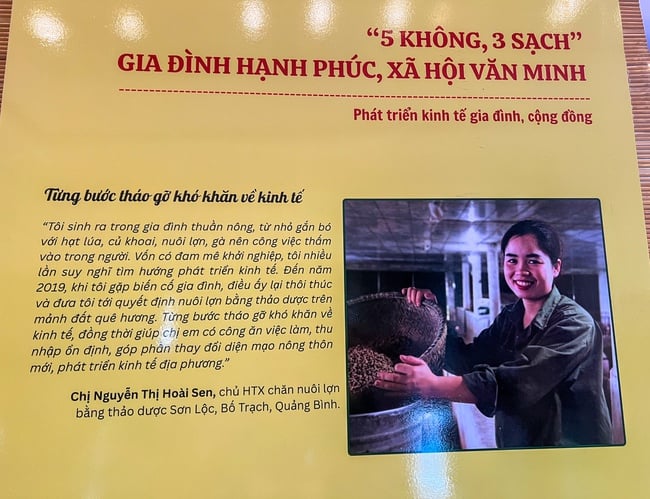 “5 KHÔNG, 3 SẠCH”
GIA ĐÌNH HẠNH PHÚC, XÃ HỘI VĂN MINH
Phát triển kinh tế gia đình, cộng đồng
Từng bước tháo gỡ khó khăn về kinh tế
“Tôi sinh ra trong gia đình thuần nông, từ nhỏ gắn bó
với hạt lúa, củ khoai, nuôi lợn, gà nên công việc thấm
vào trong người. Vốn có đam mê khởi nghiệp, tôi nhiều
lần suy nghĩ tìm hướng phát triển kinh tế. Đến năm
2019, khi tôi gặp biến cố gia đình, điều ấy lại thôi thúc
và đưa tôi tới quyết định nuôi lợn bằng thảo dược trên
mảnh đất quê hương. Từng bước tháo gỡ khó khăn về
kinh tế, đồng thời giúp chị em có công ăn việc làm, thu
nhập ổn định, góp phần thay đổi diện mạo nông thôn
mới, phát triển kinh tế địa phương.”
Chị Nguyễn Thị Hoài Sen, chủ HTX chăn nuôi lợn
bằng thảo dược Sơn Lộc, Bố Trạch, Quảng Bình.